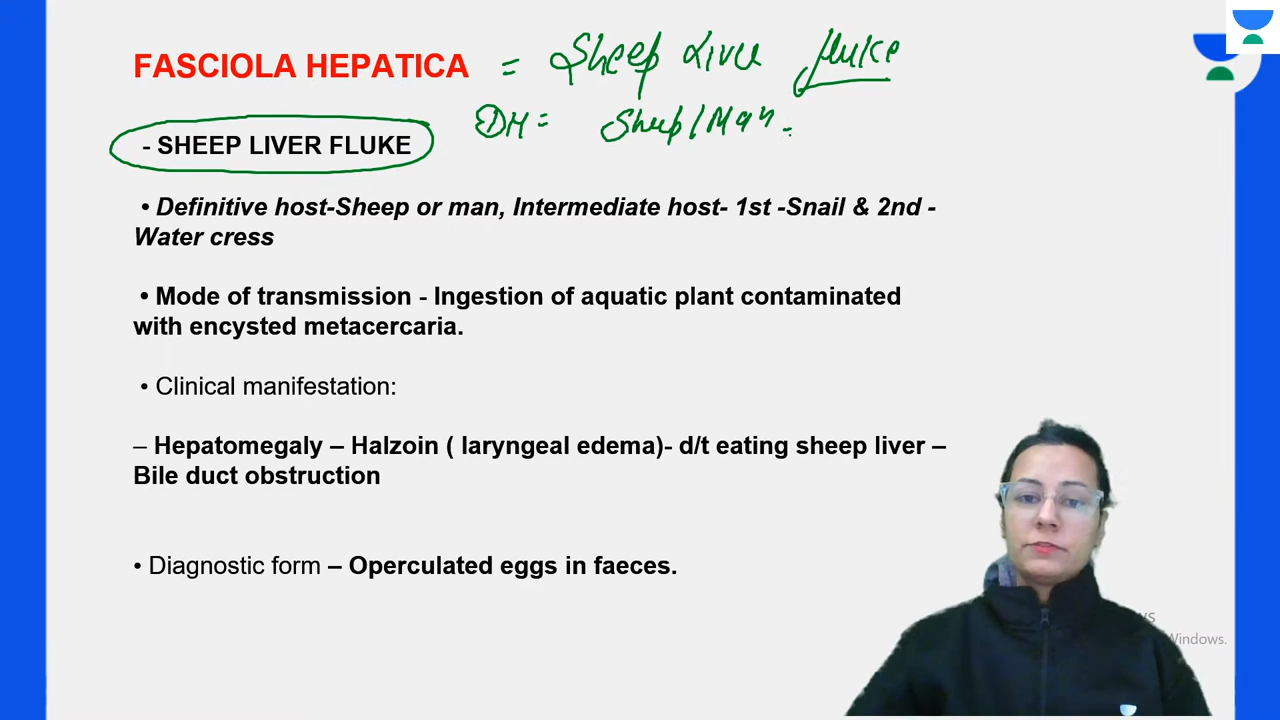 FASCIOLA HEPATICA = Sheep Liver fluke
DH = Sheep/Man -
- SHEEP LIVER FLUKE
• Definitive host-Sheep or man, Intermediate host- 1st -Snail & 2nd -
Water cress
• Mode of transmission - Ingestion of aquatic plant contaminated
with encysted metacercaria.
• Clinical manifestation:
– Hepatomegaly – Halzoin ( laryngeal edema)- d/t eating sheep liver –
Bile duct obstruction
• Diagnostic form – Operculated eggs in faeces.
Windows.